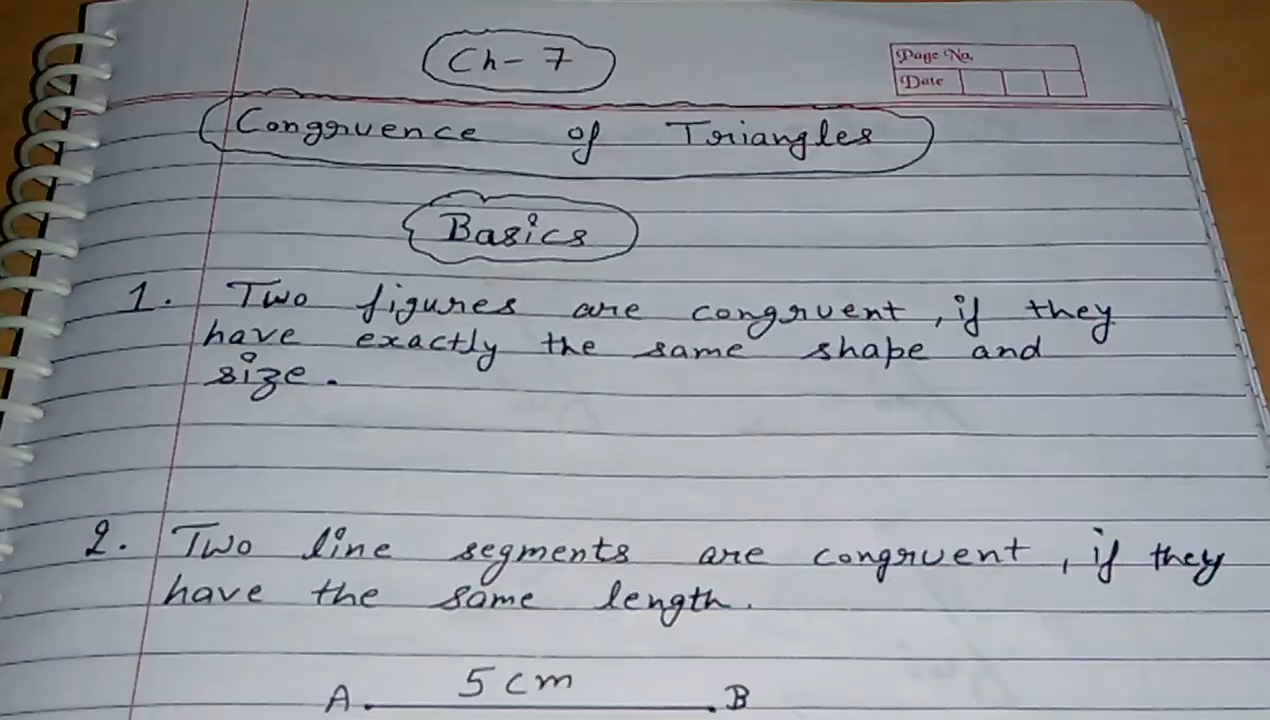 Ch-7
Page No.
Date
Congruence of Triangles
Basics
1. Two figures are congruent, if they
have exactly the same shape and
size.
2. Two line segments are congruent, if they
have the same length.
5 cm
A B